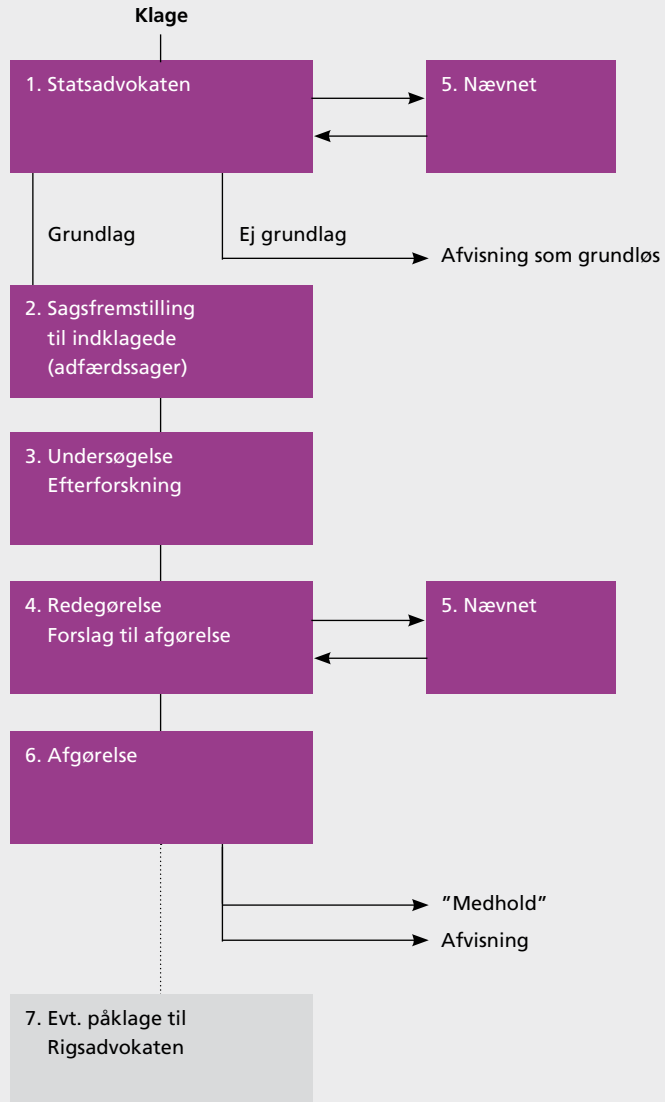 Klage
1. Statsadvokaten
5. Nævnet
Grundlag
Ej grundlag
Afvisning som grundløs
2. Sagsfremstilling
til indklagede
(adfærdssager)
3. Undersøgelse
Efterforskning
4. Redegørelse
Forslag til afgørelse
5. Nævnet
6. Afgørelse
”Medhold”
Afvisning
7. Evt. påklage til
Rigsadvokaten